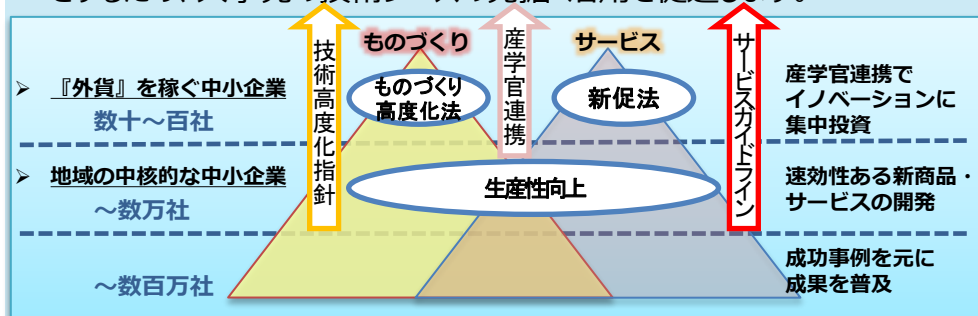 ものづくり
サービス
技術高度化指針
産学官連携
サービスガイドライン
➢ 『外貨』を稼ぐ中小企業
数十～百社
ものづくり
高度化法
新促法
産学官連携で
イノベーションに
集中投資
➢ 地域の中核的な中小企業
～数万社
生産性向上
速効性ある新商品・
サービスの開発
～数百万社
成功事例を元に
成果を普及